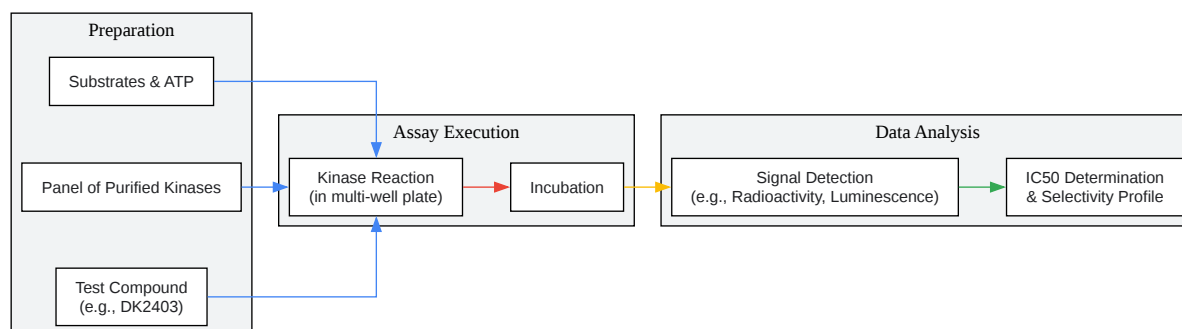 Preparation
Substrates & ATP
Panel of Purified Kinases
Test Compound
(e.g., DK2403)
Assay Execution
Kinase Reaction
(in multi-well plate)
Incubation
Data Analysis
Signal Detection
(e.g., Radioactivity, Luminescence)
IC50 Determination
& Selectivity Profile